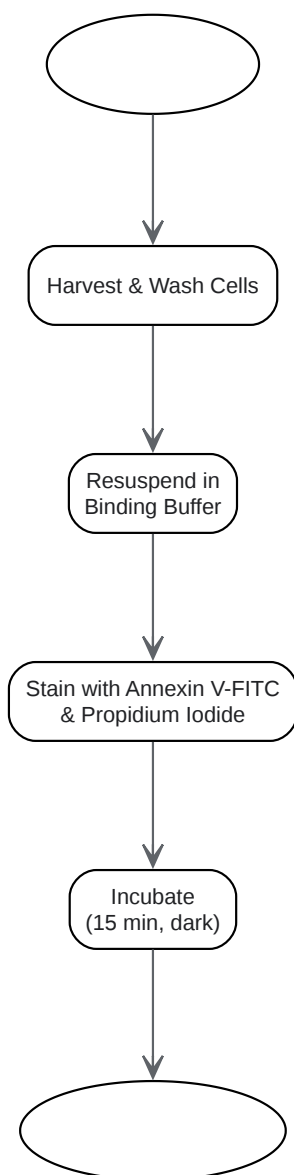 Harvest & Wash Cells
Resuspend in
Binding Buffer
Stain with Annexin V-FITC
& Propidium Iodide
Incubate
(15 min, dark)